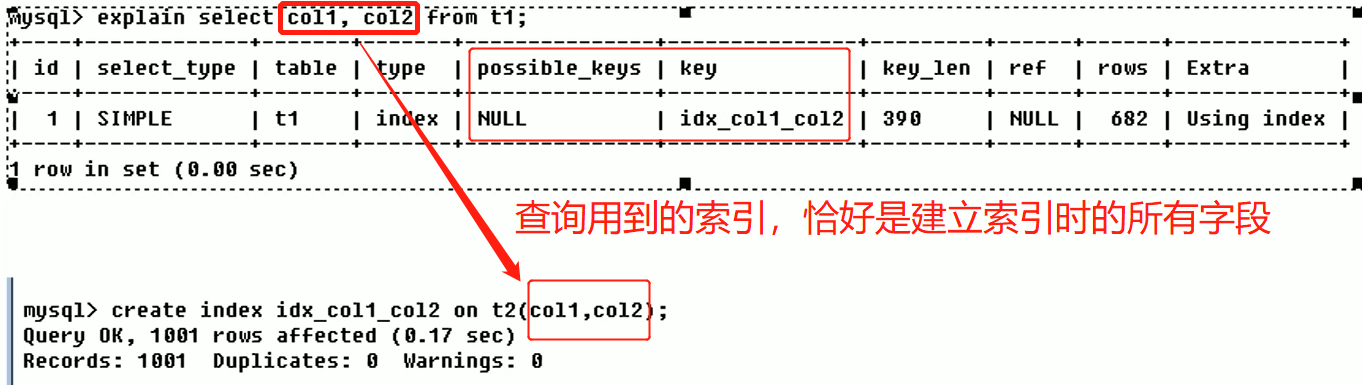 mysql> explain select col1, col2 from t1;
+----+-------------+-------+-------+---------------+---------------+---------+------+------+-------------+
| id | select_type | table | type | possible_keys | key | key_len | ref | rows | Extra |
+----+-------------+-------+-------+---------------+---------------+---------+------+------+-------------+
| 1 | SIMPLE | t1 | index | NULL | idx_col1_col2 | 390 | NULL | 682 | Using index |
+----+-------------+-------+-------+---------------+---------------+---------+------+------+-------------+
1 row in set (0.00 sec)
查询用到的索引，恰好是建立索引时的所有字段
mysql> create index idx_col1_col2 on t2(col1,col2);
Query OK, 1001 rows affected (0.17 sec)
Records: 1001 Duplicates: 0 Warnings: 0